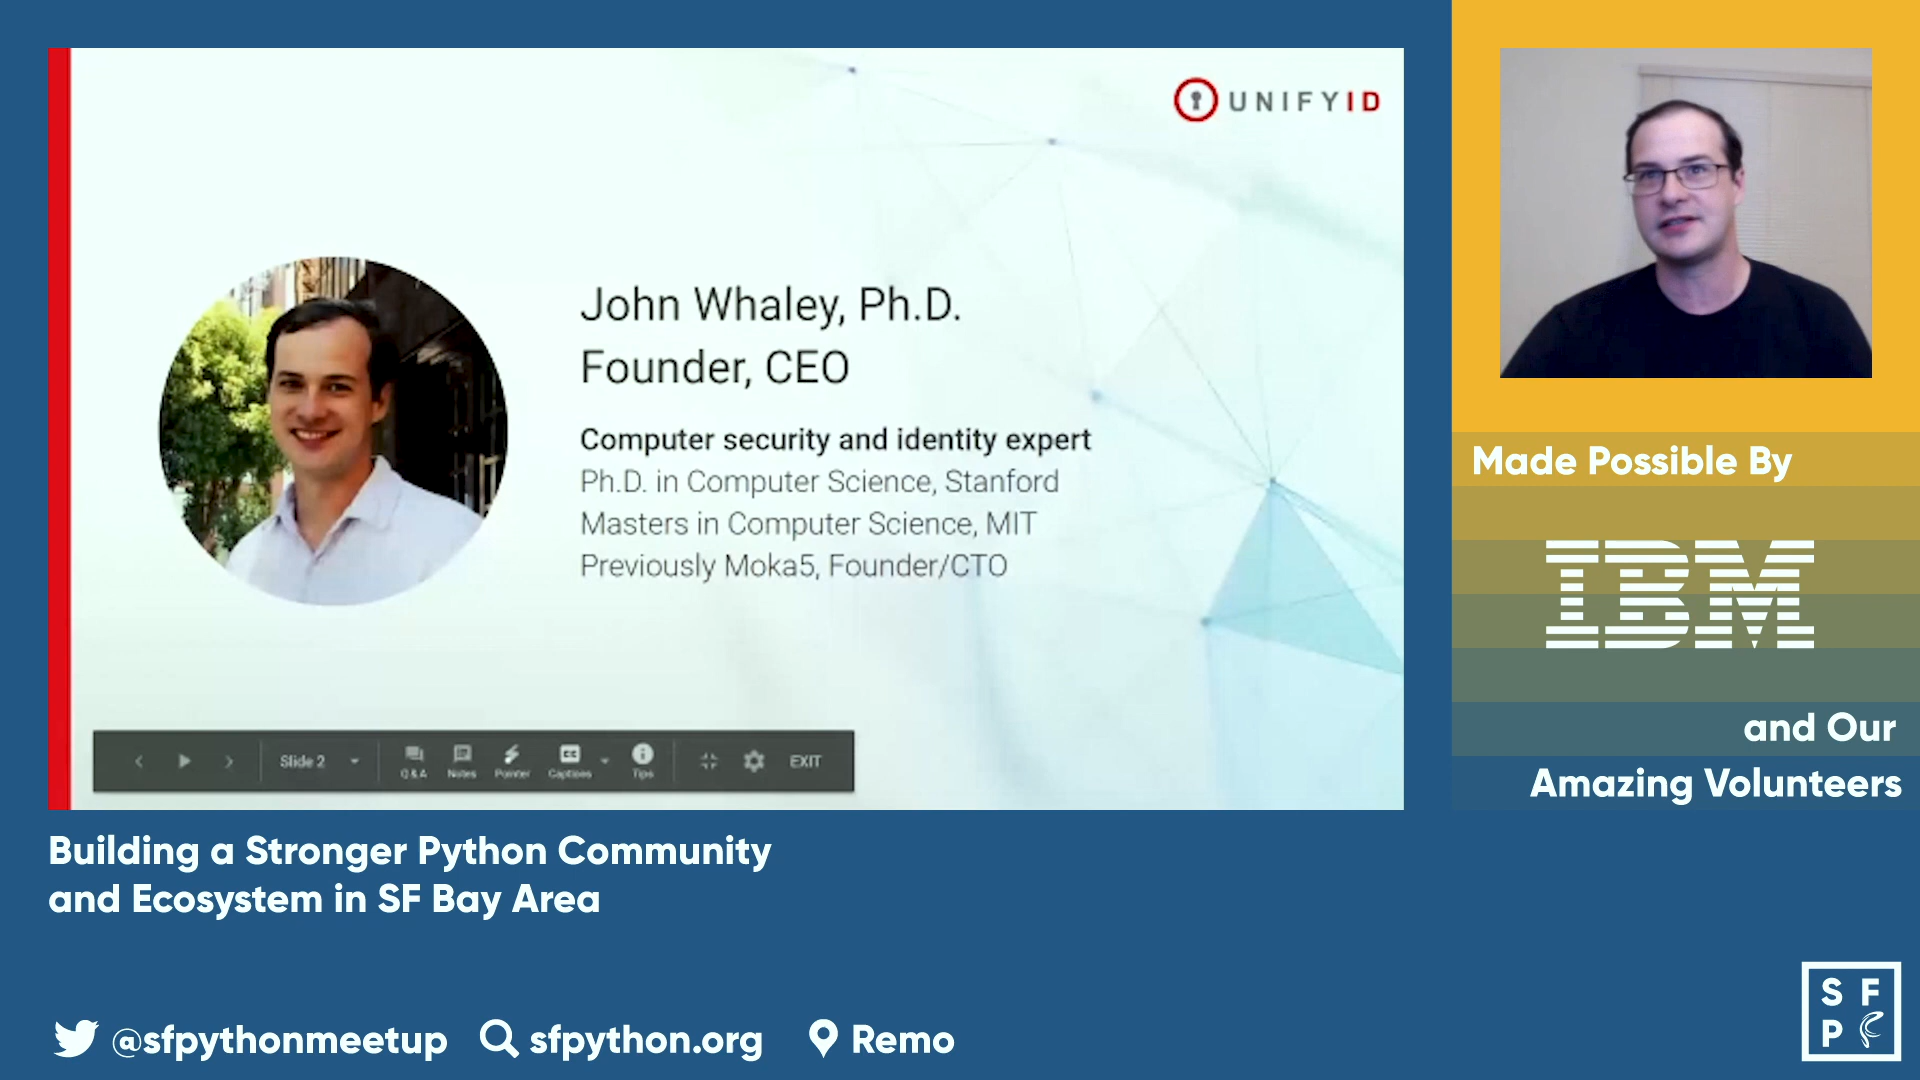 UNIFYID
John Whaley, Ph.D.
Founder, CEO
Computer security and identity expert
Ph.D. in Computer Science, Stanford
Masters in Computer Science, MIT
Previously Moka5, Founder/CTO
Slide 2
Q&A
Notes
Pointer
CC
Captions
Tips
EXIT
Made Possible By
IBM
and Our
Amazing Volunteers
Building a Stronger Python Community
and Ecosystem in SF Bay Area
@sfpythonmeetup
sfpython.org
Remo
S F
P